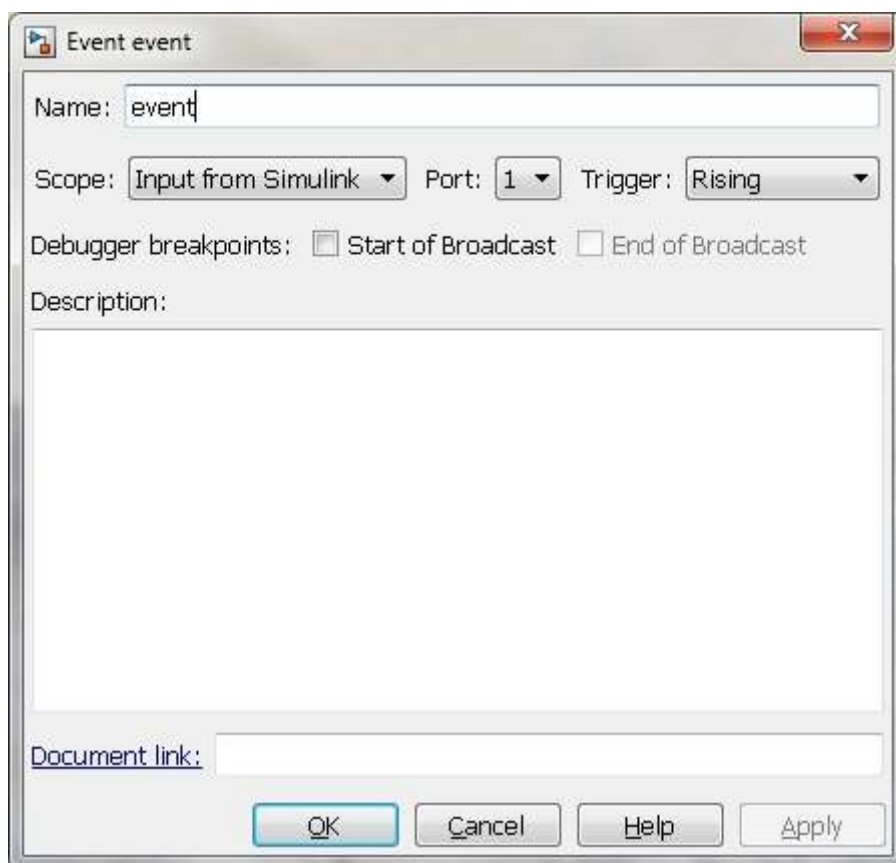 Event event
Name: event
Scope: Input from Simulink Port: 1 Trigger: Rising
Debugger breakpoints: Start of Broadcast End of Broadcast
Description:
Document link:
OK Cancel Help Apply